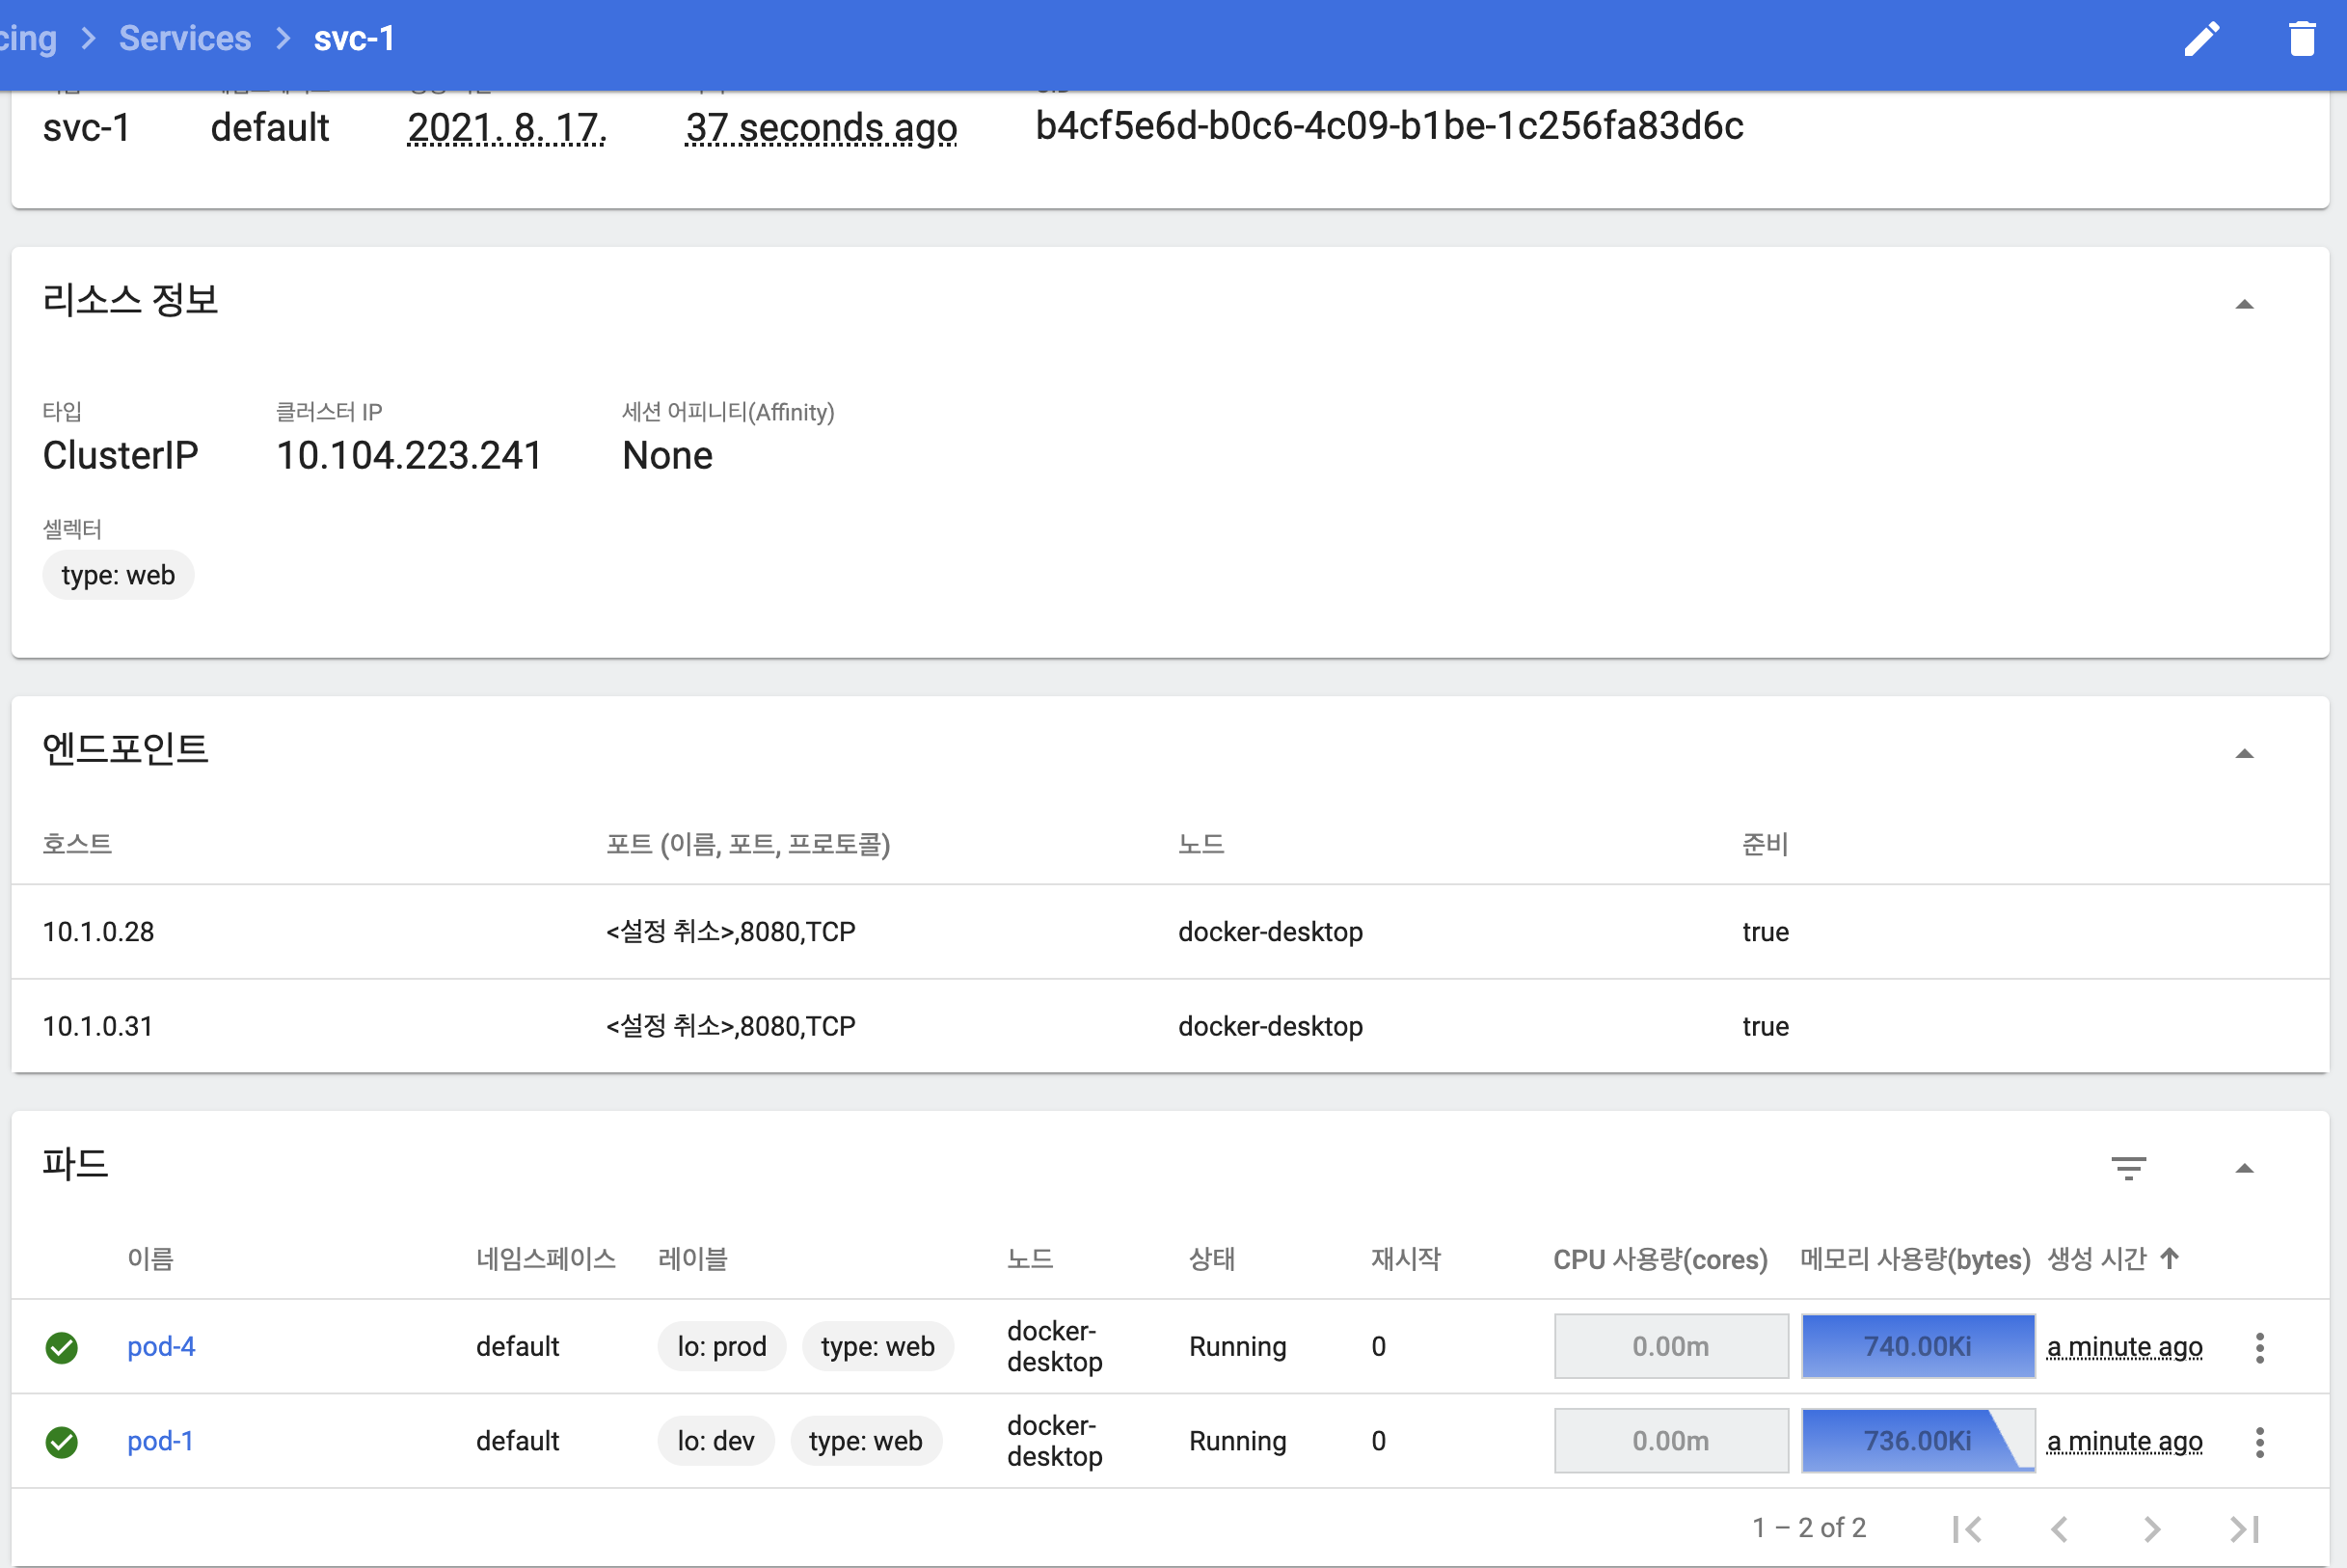 cing > Services > svc-1
svc-1 default 2021. 8. 17. 37 seconds ago b4cf5e6d-b0c6-4c09-b1be-1c256fa83d6c
리소스 정보
타입 클러스터 IP 세션 어피니티(Affinity)
ClusterIP 10.104.223.241 None
셀렉터
type: web
엔드포인트
호스트 포트 (이름, 포트, 프로토콜) 노드 준비
10.1.0.28 <설정 취소>,8080,TCP docker-desktop true
10.1.0.31 <설정 취소>,8080,TCP docker-desktop true
파드
이름 네임스페이스 레이블 노드 상태 재시작 CPU 사용량(cores) 메모리 사용량(bytes) 생성 시간
pod-4 default lo: prod type: web docker-desktop Running 0 0.00m 740.00Ki a minute ago
pod-1 default lo: dev type: web docker-desktop Running 0 0.00m 736.00Ki a minute ago
1 – 2 of 2